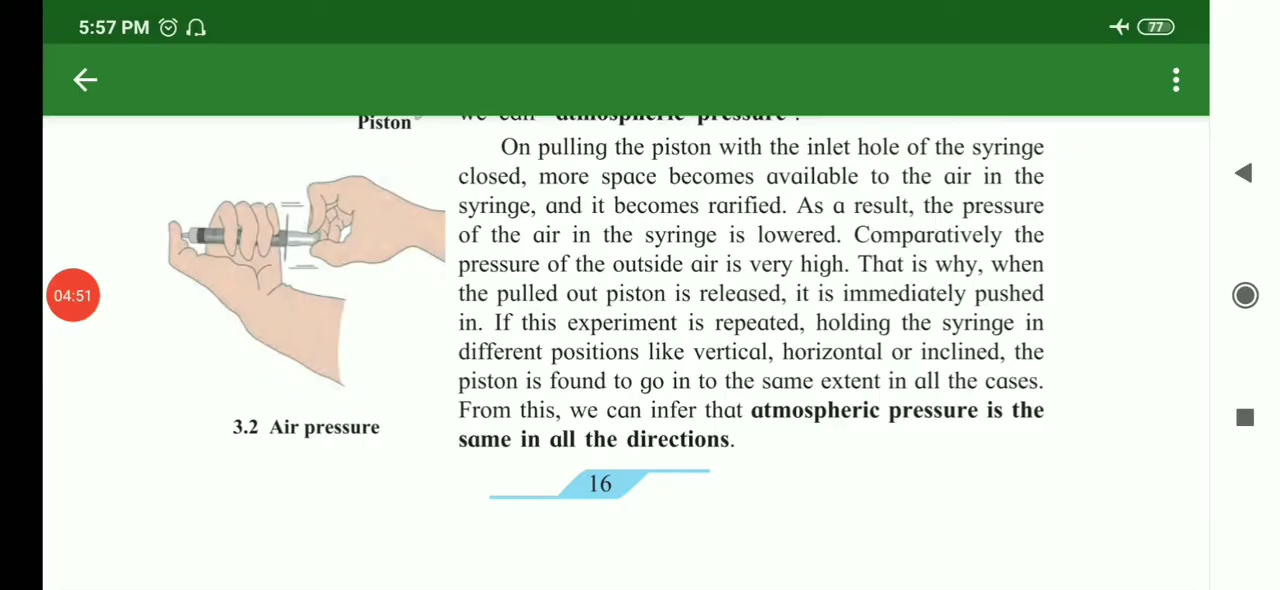 5:57 PM
77
Piston
we call "atmospheric pressure".
On pulling the piston with the inlet hole of the syringe
closed, more space becomes available to the air in the
syringe, and it becomes rarified. As a result, the pressure
of the air in the syringe is lowered. Comparatively the
pressure of the outside air is very high. That is why, when
the pulled out piston is released, it is immediately pushed
in. If this experiment is repeated, holding the syringe in
different positions like vertical, horizontal or inclined, the
piston is found to go in to the same extent in all the cases.
From this, we can infer that atmospheric pressure is the
same in all the directions.
04:51
3.2 Air pressure
16